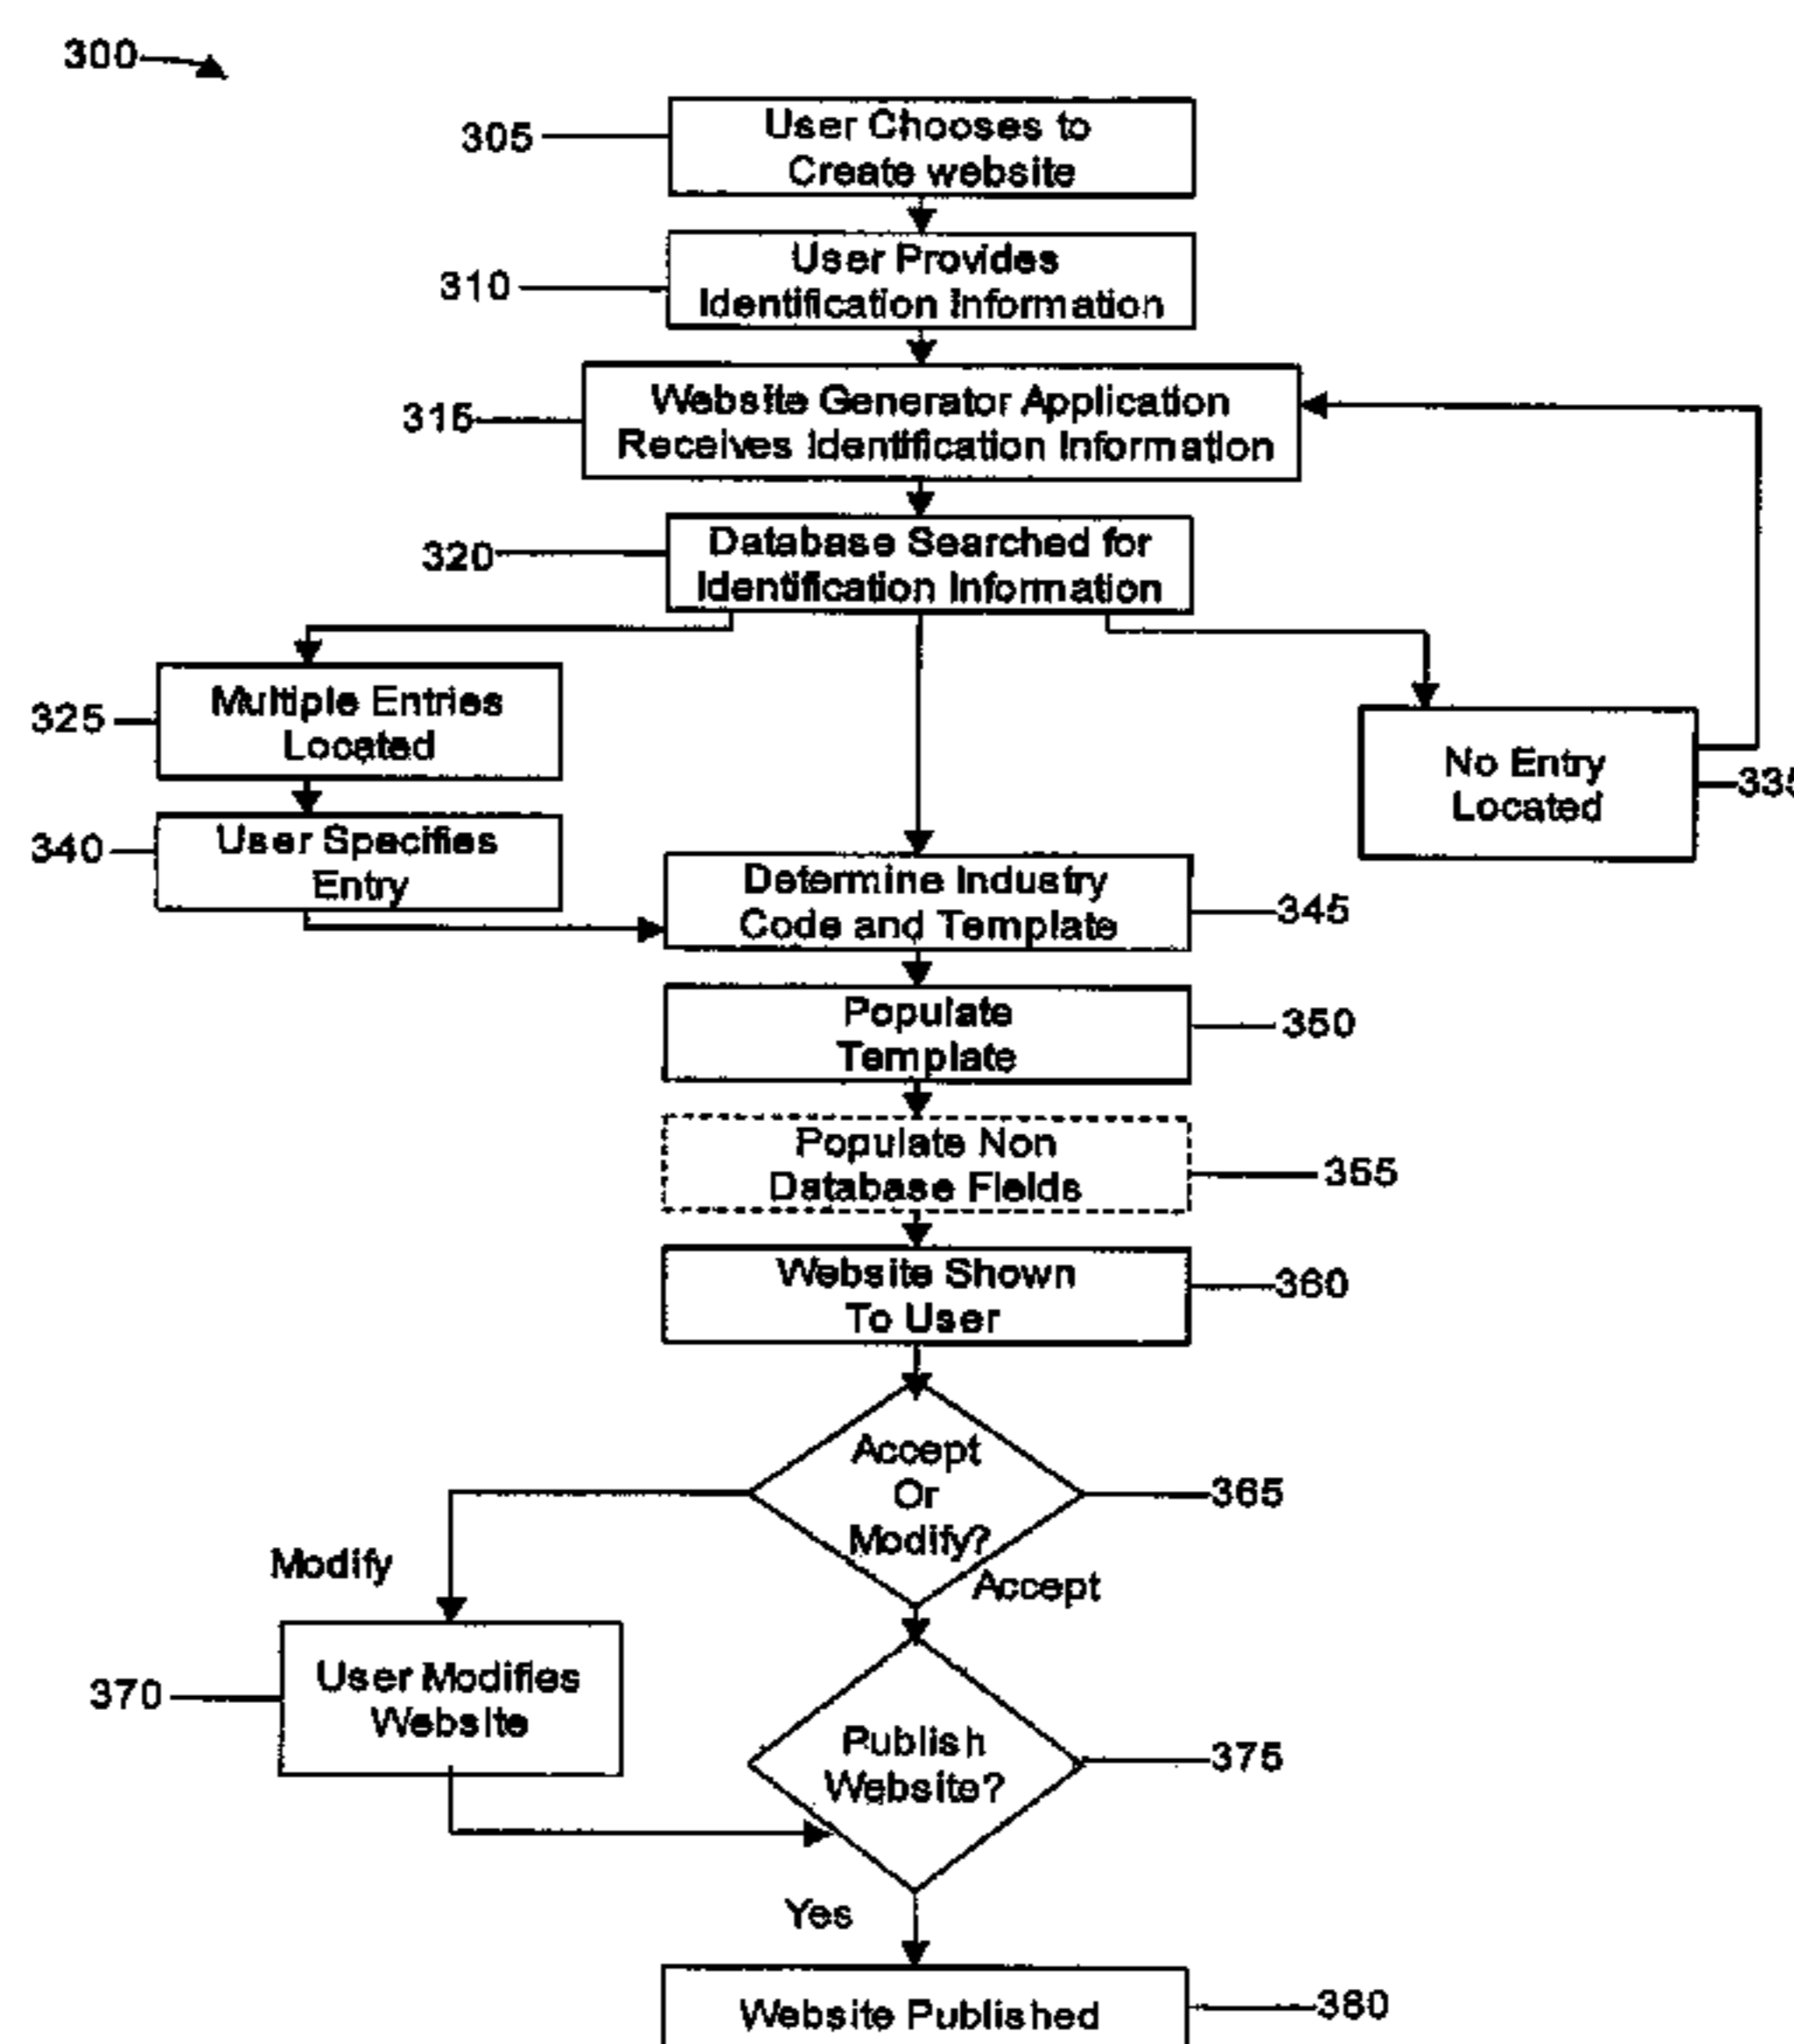 300
305
User Chooses to
Create website
310
User Provides
Identification Information
315
Website Generator Application
Receives Identification Information
320
Database Searched for
Identification Information
325
Multiple Entries
Located
No Entry
Located
335
340
User Specifies
Entry
Determine Industry
Code and Template
345
Populate
Template
350
Populate Non
Database Fields
355
Website Shown
To User
360
Accept
Or
Modify?
365
Modify
Accept
370
User Modifies
Website
Publish
Website?
375
Yes
Website Published
380